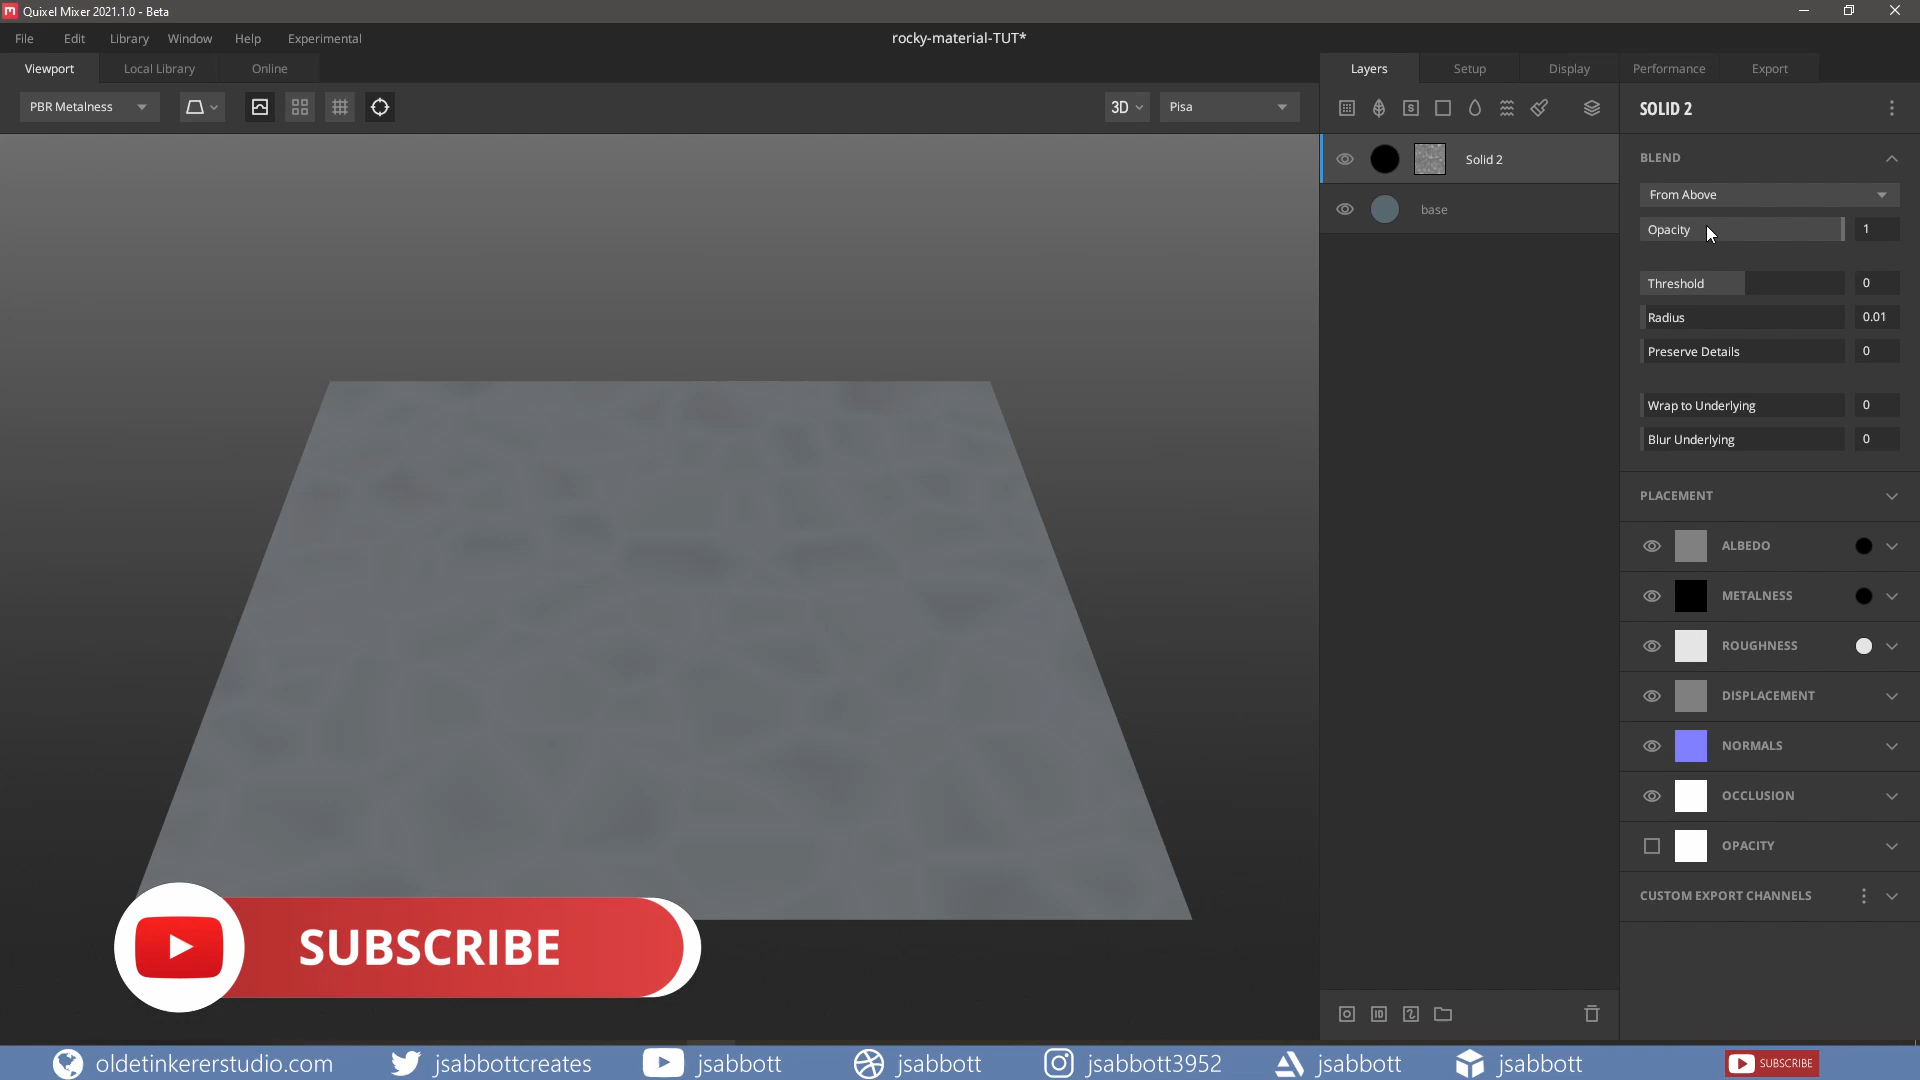 Quixel Mixer 2021.1.0 - Beta
File Edit Library Window Help Experimental
rocky-material-TUT*
Viewport Local Library Online
Layers Setup Display Performance Export
PBR Metalness
3D Pisa
SOLID 2
Solid 2
base
BLEND
From Above
Opacity 1
Threshold 0
Radius 0.01
Preserve Details 0
Wrap to Underlying 0
Blur Underlying 0
PLACEMENT
ALBEDO
METALNESS
ROUGHNESS
DISPLACEMENT
NORMALS
OCCLUSION
OPACITY
CUSTOM EXPORT CHANNELS
SUBSCRIBE
oldetinkererstudio.com jsabbottcreates jsabbott jsabbott jsabbott3952 jsabbott jsabbott SUBSCRIBE